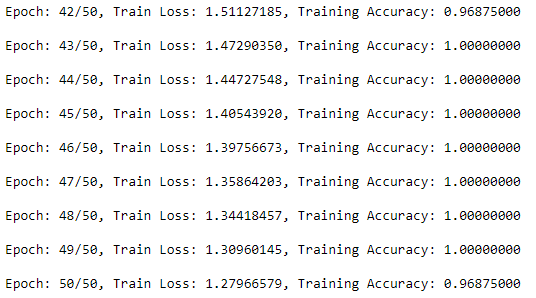 Epoch: 42/50, Train Loss: 1.51127185, Training Accuracy: 0.96875000
Epoch: 43/50, Train Loss: 1.47290350, Training Accuracy: 1.00000000
Epoch: 44/50, Train Loss: 1.44727548, Training Accuracy: 1.00000000
Epoch: 45/50, Train Loss: 1.40543920, Training Accuracy: 1.00000000
Epoch: 46/50, Train Loss: 1.39756673, Training Accuracy: 1.00000000
Epoch: 47/50, Train Loss: 1.35864203, Training Accuracy: 1.00000000
Epoch: 48/50, Train Loss: 1.34418457, Training Accuracy: 1.00000000
Epoch: 49/50, Train Loss: 1.30960145, Training Accuracy: 1.00000000
Epoch: 50/50, Train Loss: 1.27966579, Training Accuracy: 0.96875000